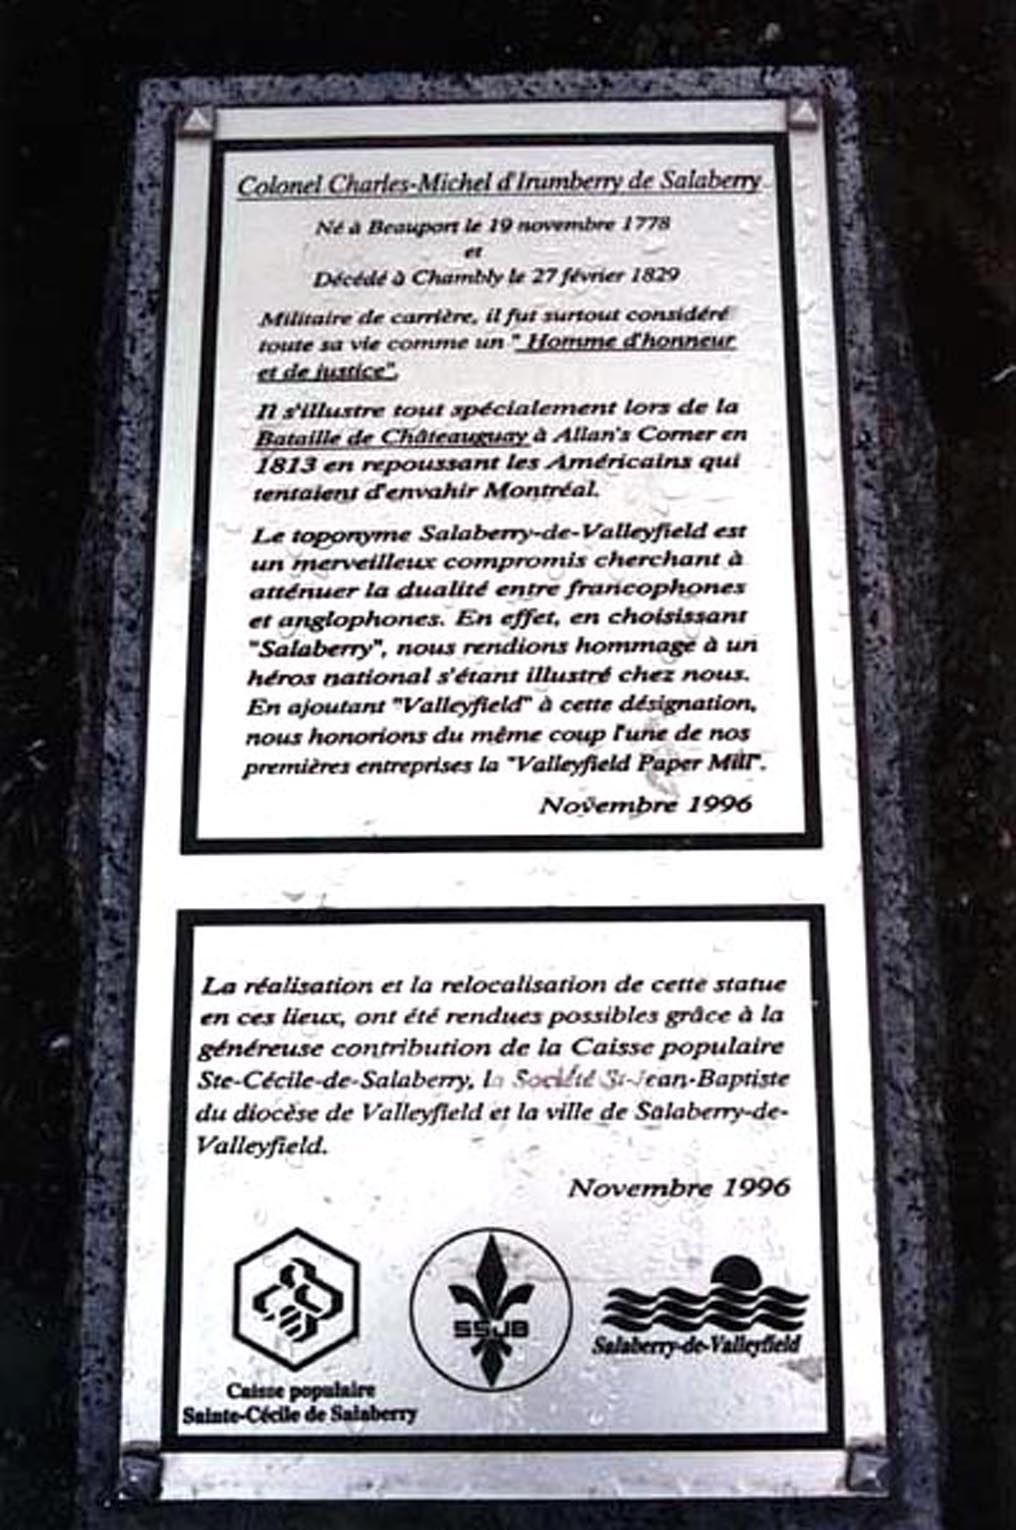 Colonel Charles-Michel d'Irumberry de Salaberry
Né à Beauport le 19 novembre 1778
et
Décédé à Chambly le 27 février 1829
Militaire de carrière, il fut surtout considéré
toute sa vie comme un " Homme d'honneur
et de justice".
Il s'illustre tout spécialement lors de la
Bataille de Châteauguay à Allan's Corner en
1813 en repoussant les Américains qui
tentaient d'envahir Montréal.
Le toponyme Salaberry-de-Valleyfield est
un merveilleux compromis cherchant à
atténuer la dualité entre francophones
et anglophones. En effet, en choisissant
"Salaberry", nous rendions hommage à un
héros national s'étant illustré chez nous.
En ajoutant "Valleyfield" à cette désignation,
nous honorions du même coup l'une de nos
premières entreprises la "Valleyfield Paper Mill".
Novembre 1996
La réalisation et la relocalisation de cette statue
en ces lieux, ont été rendues possibles grâce à la
généreuse contribution de la Caisse populaire
Ste-Cécile-de-Salaberry, la Société St-Jean-Baptiste
du diocèse de Valleyfield et la ville de Salaberry-de-
Valleyfield.
Novembre 1996
SSJB
Salaberry-de-Valleyfield
Caisse populaire
Sainte-Cécile de Salaberry